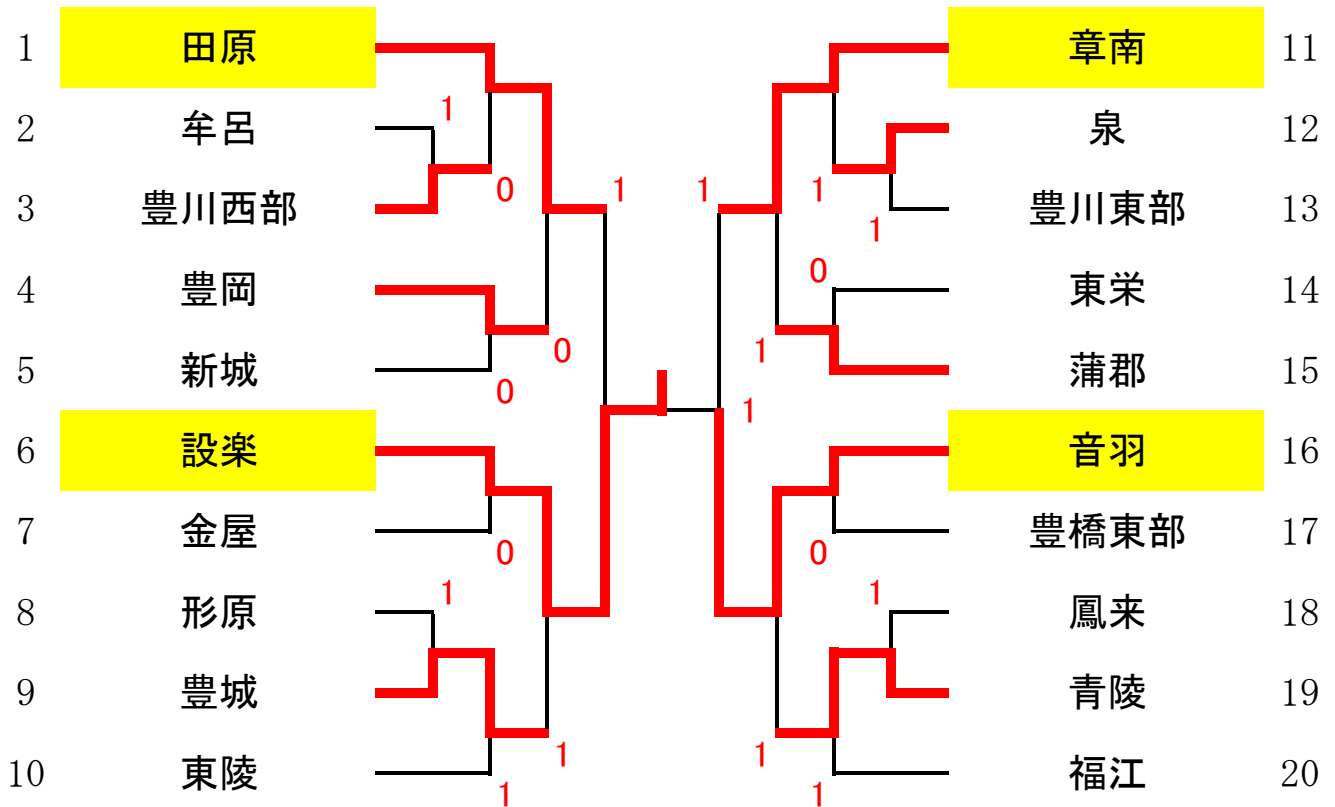 1 田原 章南 11
2 牟呂 1 泉 12
3 豊川西部 0 1 1 1 1 豊川東部 13
4 豊岡 0 0 東栄 14
5 新城 0 1 蒲郡 15
6 設楽 1 音羽 16
7 金屋 0 0 豊橋東部 17
8 形原 1 1 鳳来 18
9 豊城 青陵 19
10 東陵 1 1 1 1 福江 20